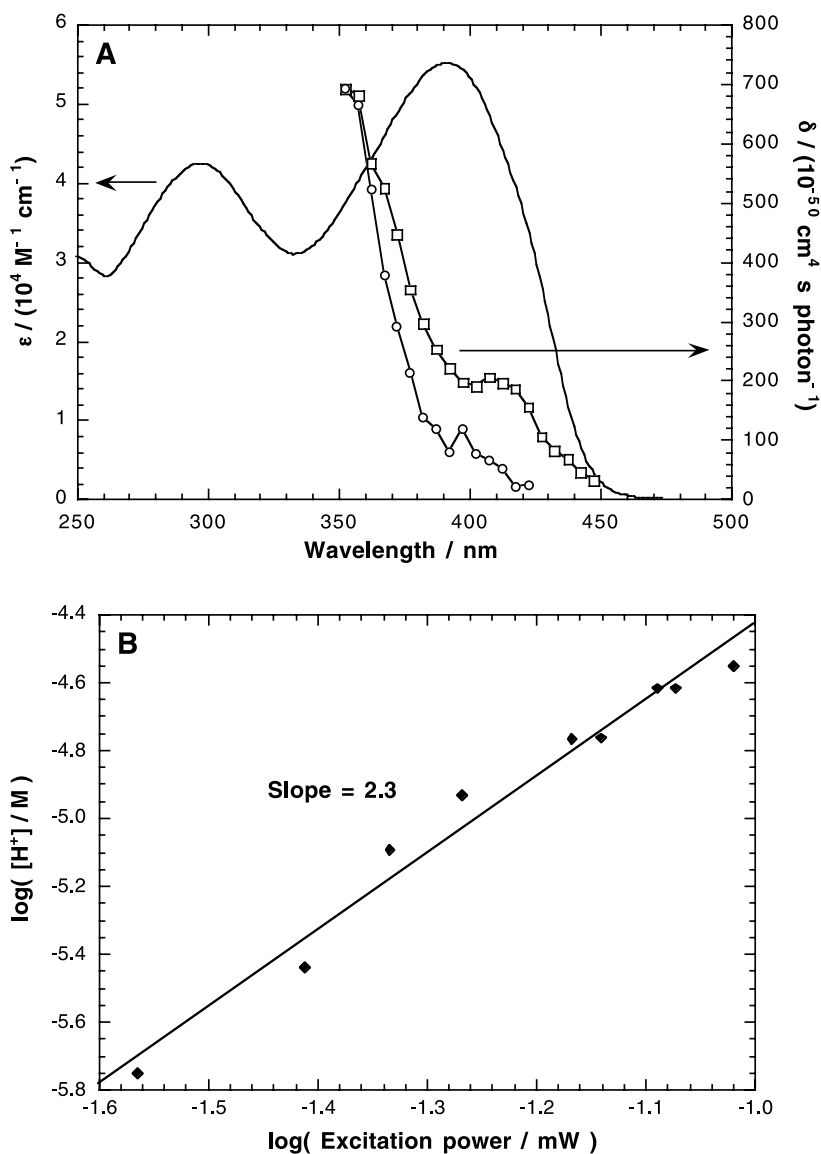 A
6
5
4
3
2
1
0
ε / (10⁴ M⁻¹ cm⁻¹)
800
700
600
500
400
300
200
100
0
δ / (10⁻⁵⁰ cm⁴ s photon⁻¹)
250 300 350 400 450 500
Wavelength / nm
B
-4.4
-4.6
-4.8
-5.0
-5.2
-5.4
-5.6
-5.8
log( [H⁺] / M )
Slope = 2.3
-1.6 -1.5 -1.4 -1.3 -1.2 -1.1 -1.0
log( Excitation power / mW )